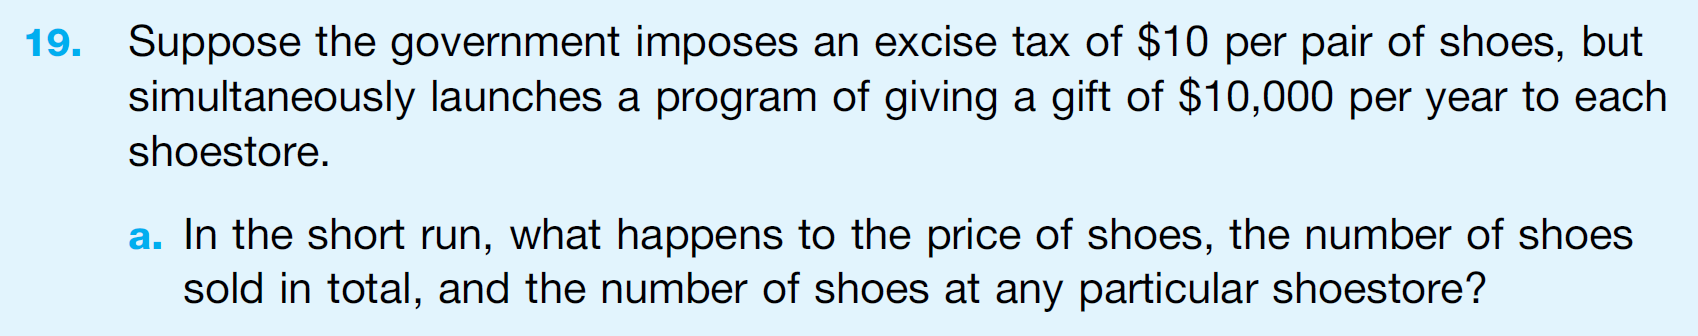 19. Suppose the government imposes an excise tax of $10 per pair of shoes, but
simultaneously launches a program of giving a gift of $10,000 per year to each
shoestore.
a. In the short run, what happens to the price of shoes, the number of shoes
sold in total, and the number of shoes at any particular shoestore?